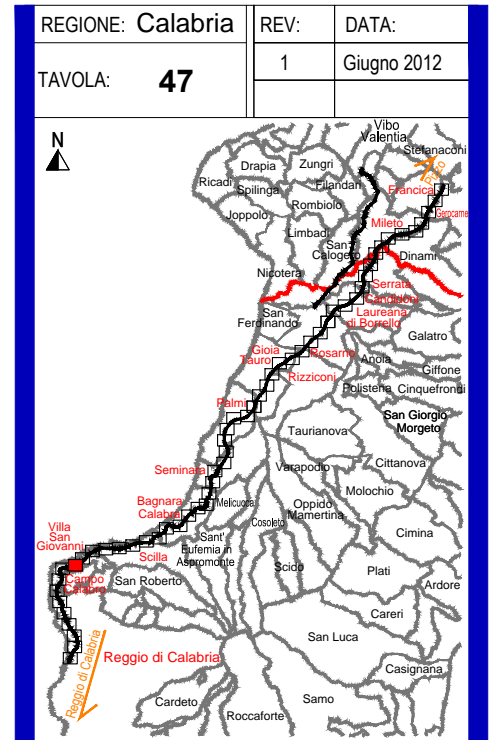 REGIONE: Calabria
REV:
DATA:
TAVOLA: 47
1
Giugno 2012
N
Vibo
Valentia
Stefanaconi
Pizzo
Drapia
Zungri
Ricadi
Spilinga
Filandari
Francica
Rombiolo
Joppolo
Gerocarne
Mileto
Limbadi
San
Calogero
Dinami
Nicotera
Serrata
Candidoni
San
Ferdinando
Laureana
di Borrello
Galatro
Gioia
Tauro
Rosarno
Anoia
Giffone
Rizziconi
Polistena
Cinquefrondi
Palmi
San Giorgio
Morgeto
Taurianova
Seminara
Varapodio
Cittanova
Molochio
Bagnara
Calabra
Melicucca
Oppido
Mamertina
Cosoleto
Villa
San
Giovanni
Sant'
Eufemia in
Aspromonte
Cimina
Scilla
Scido
Campo
Calabro
San Roberto
Plati
Ardore
Careri
San Luca
Reggio di Calabria
Reggio di Calabria
Casignana
Cardeto
Samo
Roccaforte